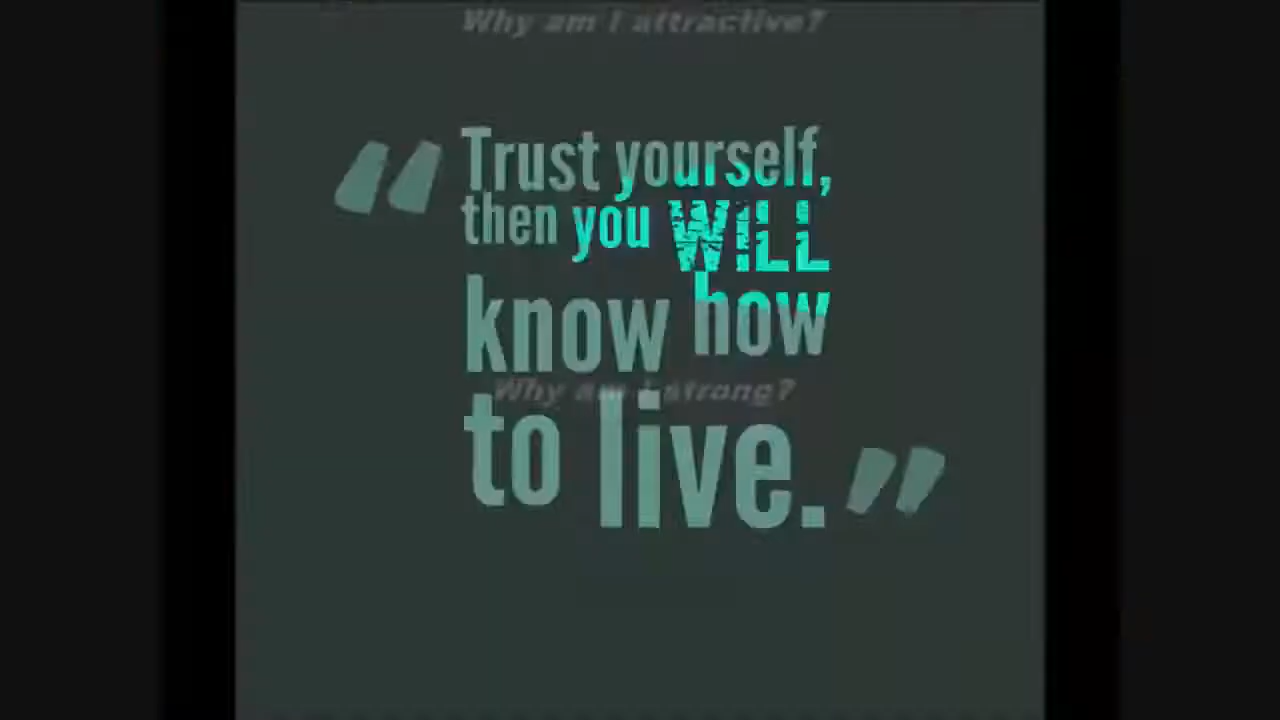 Why am I attractive?
“Trust yourself,
then you WILL
know how
Why am I strong?
to live.”